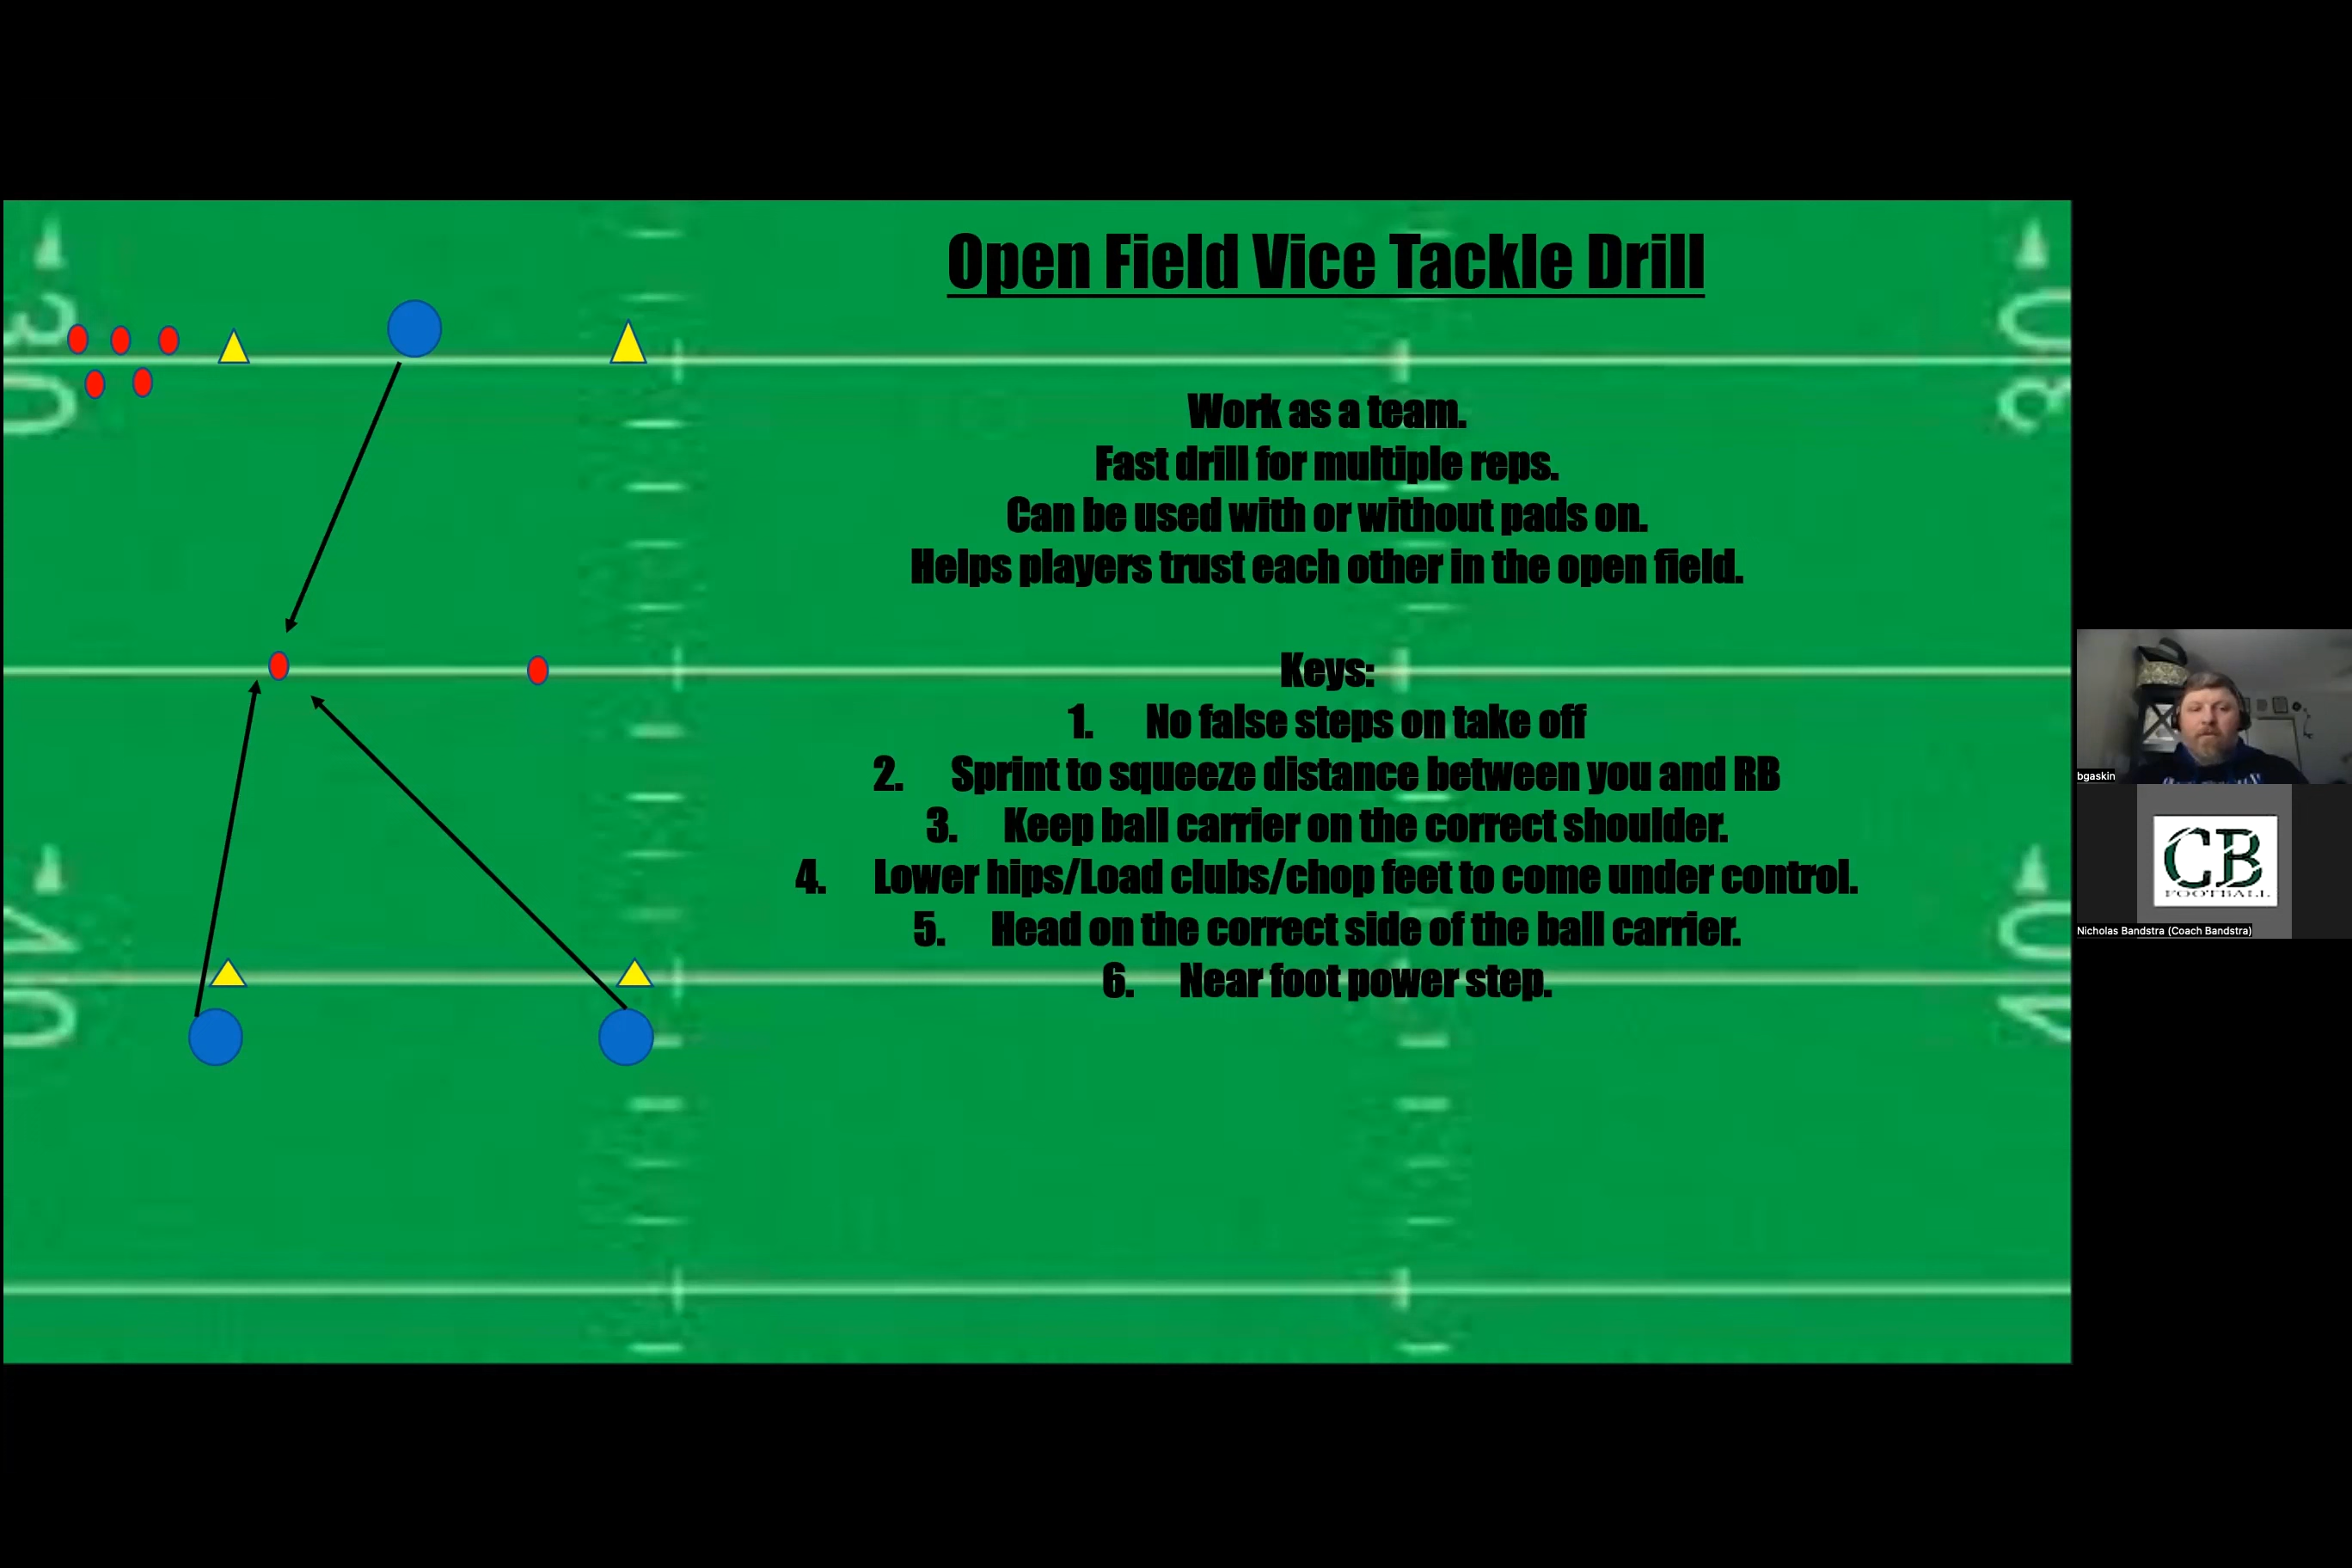 Open Field Vice Tackle Drill
Work as a team.
Fast drill for multiple reps.
Can be used with or without pads on.
Helps players trust each other in the open field.
Keys:
1. No false steps on take off
2. Sprint to squeeze distance between you and RB
3. Keep ball carrier on the correct shoulder.
4. Lower hips/Load clubs/chop feet to come under control.
5. Head on the correct side of the ball carrier.
6. Near foot power step.
30
30
40
40
bgaskin
CB
FOOTBALL
Nicholas Bandstra (Coach Bandstra)